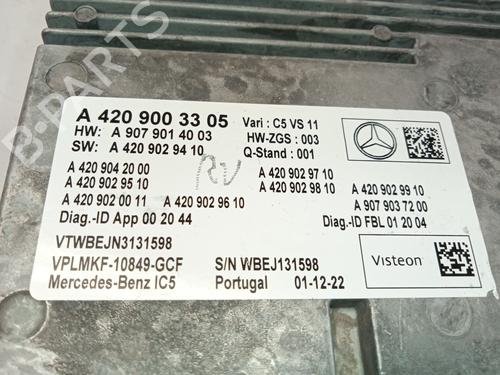 B-PARTS
A 420 900 33 05 Vari : C5 VS 11
HW: A 907 901 40 03 HW-ZGS : 003
SW: A 420 902 94 10 Q-Stand : 001
A 420 904 20 00 A 420 902 97 10
A 420 902 95 10 A 420 902 98 10 A 420 902 99 10
A 420 902 00 11 A 420 902 96 10 A 907 903 72 00
Diag.-ID App 00 20 44 Diag.-ID FBL 01 20 04
RV
VTWBEJN3131598
VPLMKF-10849-GCF S/N WBEJ131598
Mercedes-Benz IC5 Portugal 01-12-22
Visteon